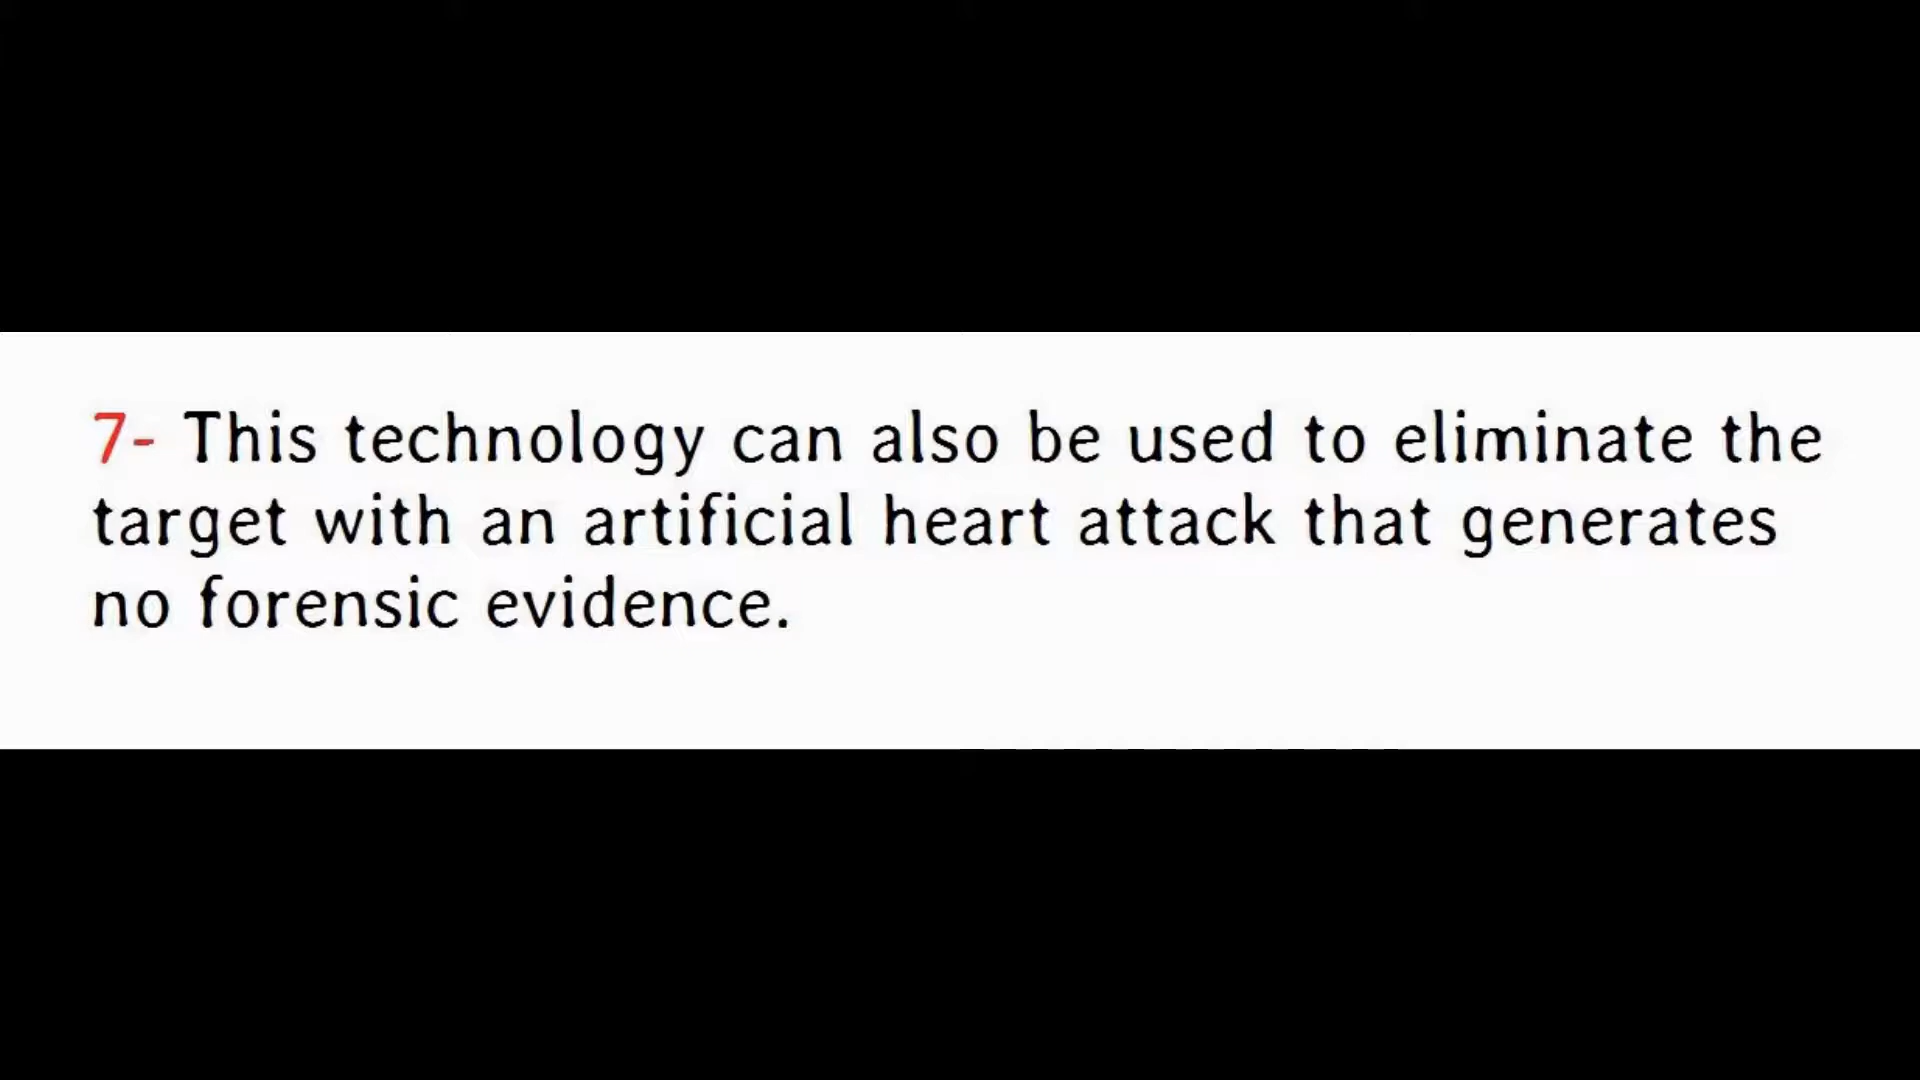 7- This technology can also be used to eliminate the
target with an artificial heart attack that generates
no forensic evidence.